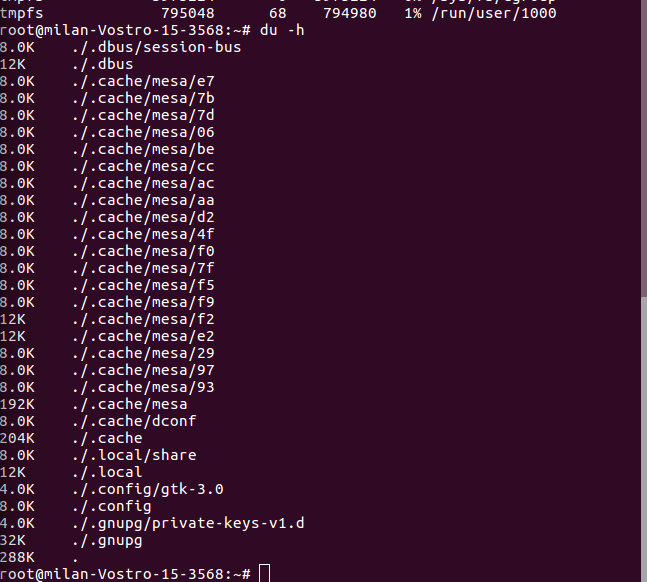 tmpfs 795048 68 794980 1% /run/user/1000
root@milan-Vostro-15-3568:~# du -h
8.0K ./.dbus/session-bus
12K ./.dbus
8.0K ./.cache/mesa/e7
8.0K ./.cache/mesa/7b
8.0K ./.cache/mesa/7d
8.0K ./.cache/mesa/06
8.0K ./.cache/mesa/be
8.0K ./.cache/mesa/cc
8.0K ./.cache/mesa/ac
8.0K ./.cache/mesa/aa
8.0K ./.cache/mesa/d2
8.0K ./.cache/mesa/4f
8.0K ./.cache/mesa/f0
8.0K ./.cache/mesa/7f
8.0K ./.cache/mesa/f5
8.0K ./.cache/mesa/f9
12K ./.cache/mesa/f2
12K ./.cache/mesa/e2
8.0K ./.cache/mesa/29
8.0K ./.cache/mesa/97
8.0K ./.cache/mesa/93
192K ./.cache/mesa
8.0K ./.cache/dconf
204K ./.cache
8.0K ./.local/share
12K ./.local
4.0K ./.config/gtk-3.0
8.0K ./.config
4.0K ./.gnupg/private-keys-v1.d
32K ./.gnupg
288K .
root@milan-Vostro-15-3568:~#